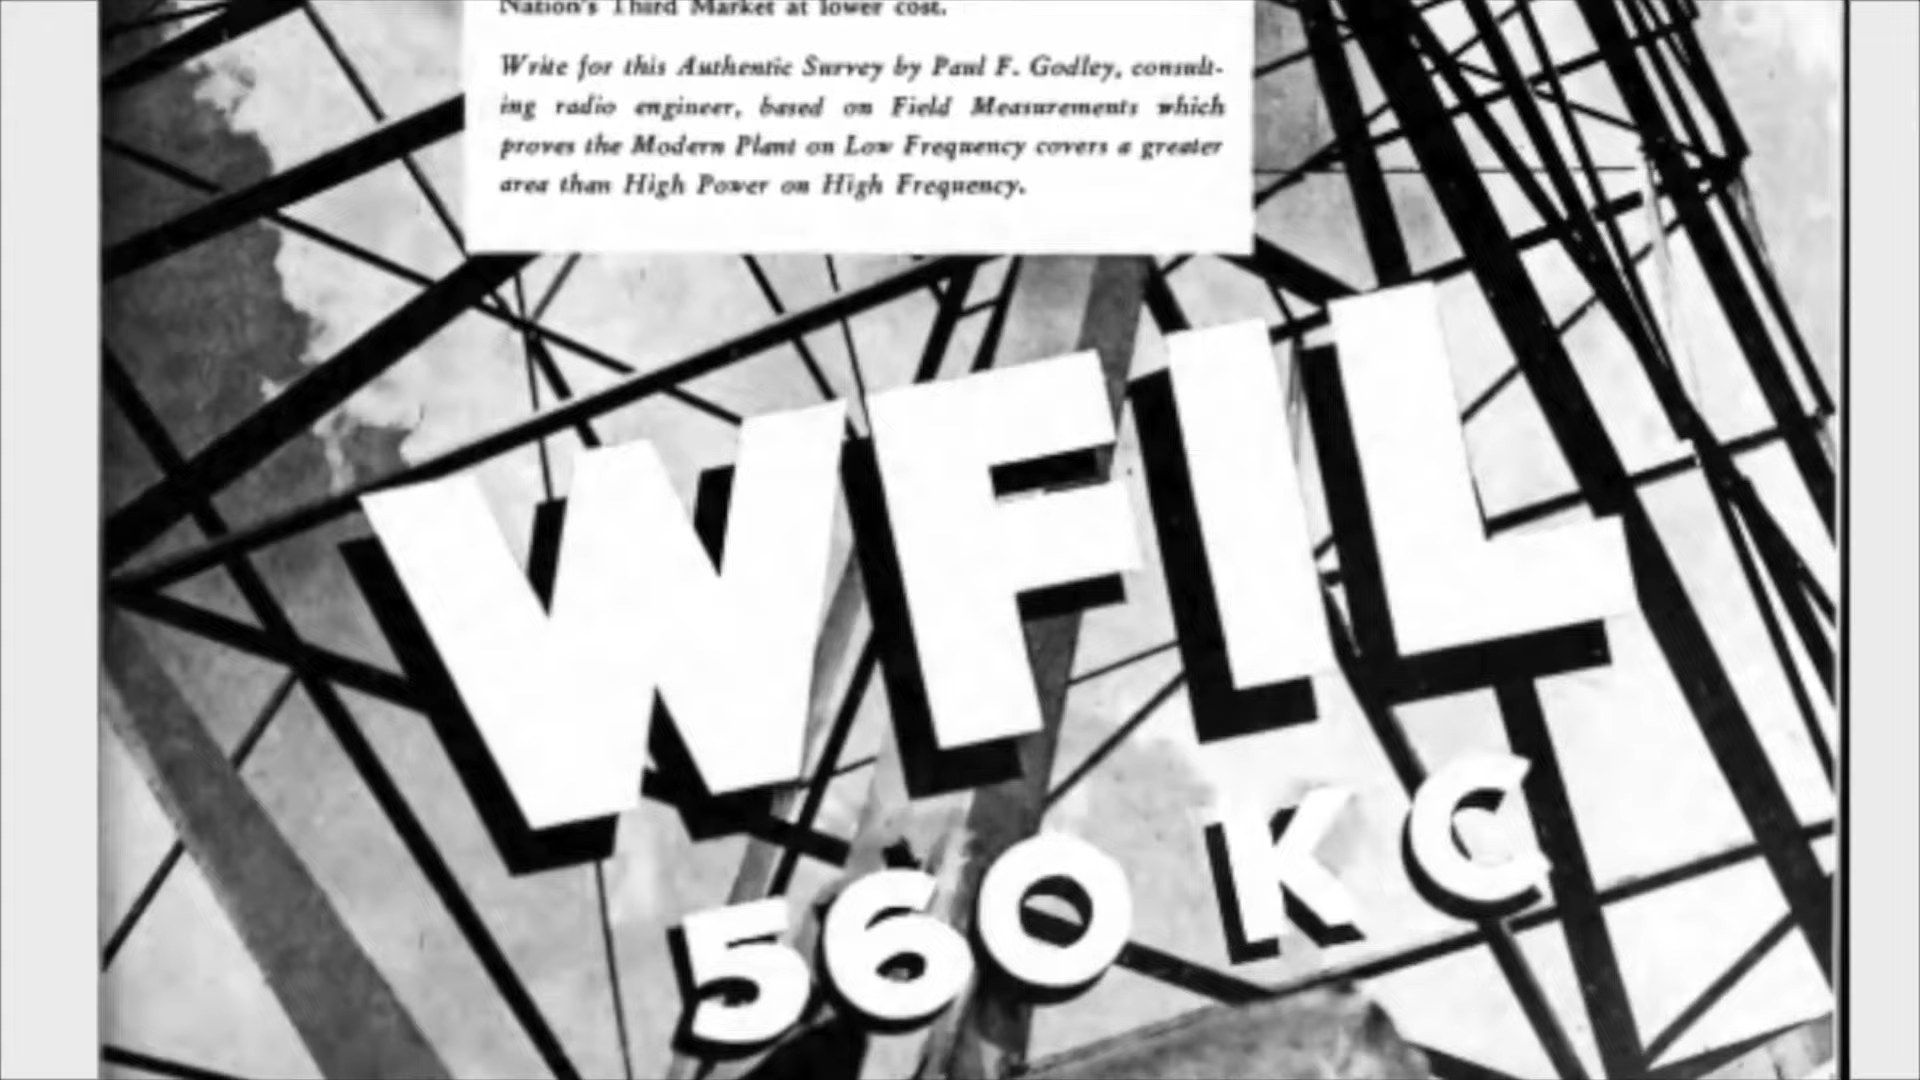 Nation's Third Market at lower cost.
Write for this Authentic Survey by Paul F. Godley, consult-
ing radio engineer, based on Field Measurements which
proves the Modern Plant on Low Frequency covers a greater
area than High Power on High Frequency.
WFIL
560 KC